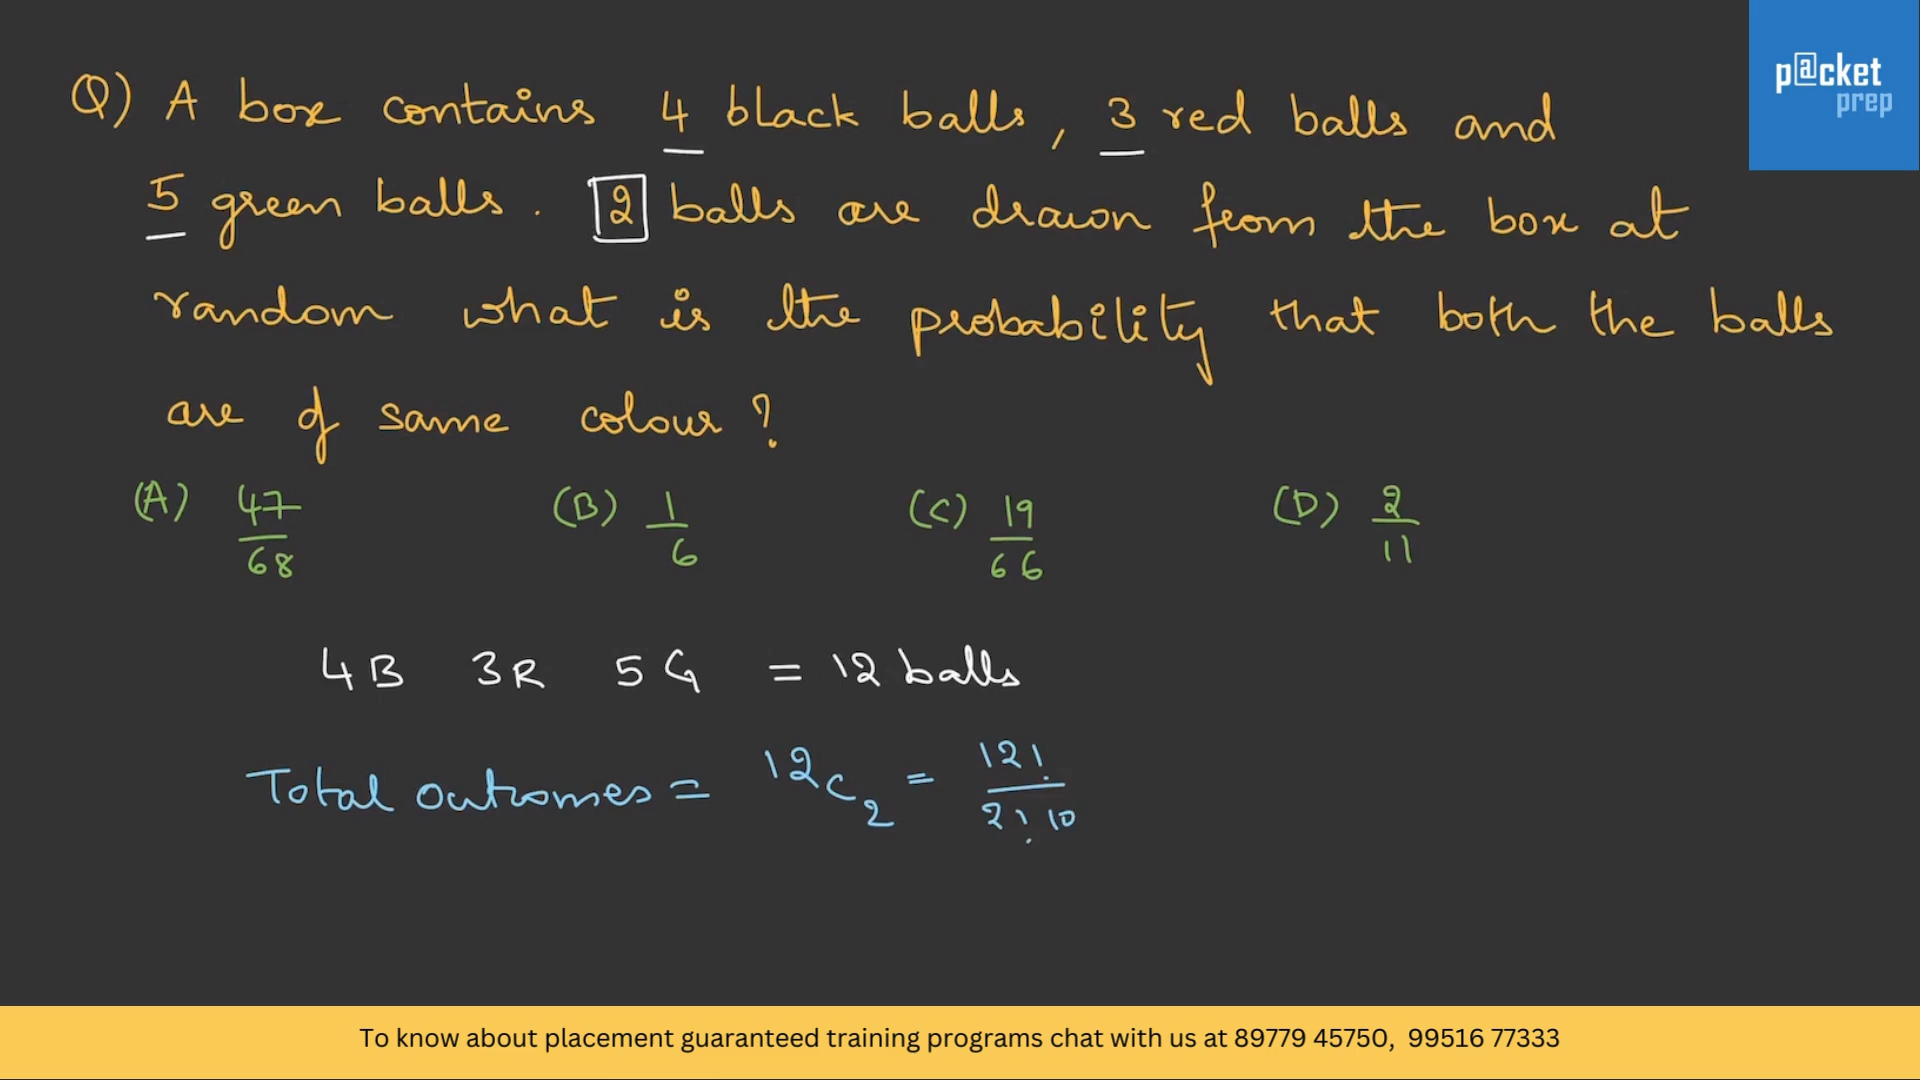 p@cket
prep
Q) A box contains 4 black balls, 3 red balls and
5 green balls. 2 balls are drawn from the box at
random what is the probability that both the balls
are of same colour?
(A) 47/68 (B) 1/6 (C) 19/66 (D) 2/11
4B 3R 5G = 12 balls
Total outcomes = 12C2 = 12!/2! 10
To know about placement guaranteed training programs chat with us at 89779 45750, 99516 77333